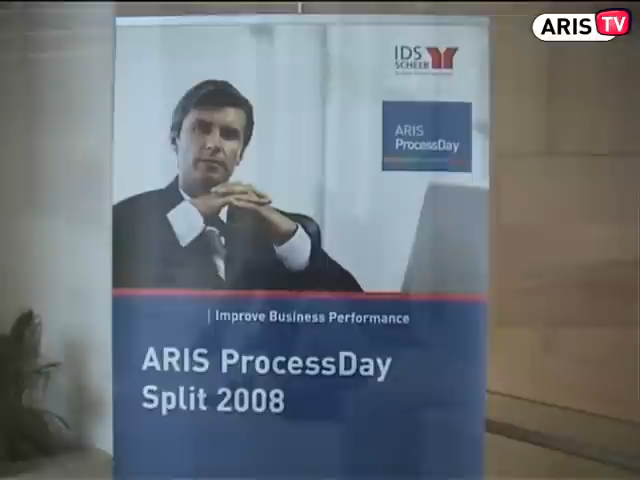 ARIS TV
IDS
SCHEER
ARIS
ProcessDay
Improve Business Performance
ARIS ProcessDay
Split 2008